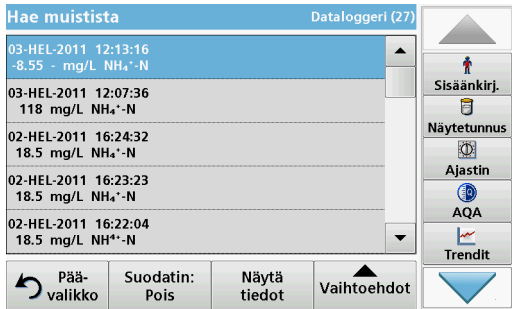 Hae muistista Dataloggeri (27)
03-HEL-2011 12:13:16
-8.55 - mg/L NH₄⁺-N
03-HEL-2011 12:07:36
118 mg/L NH₄⁺-N
02-HEL-2011 16:24:32
18.5 mg/L NH₄⁺-N
02-HEL-2011 16:23:23
18.5 mg/L NH₄⁺-N
02-HEL-2011 16:22:04
18.5 mg/L NH⁴⁺-N
Sisäänkirj.
Näytetunnus
Ajastin
AQA
Trendit
Pää-
valikko
Suodatin:
Pois
Näytä
tiedot
Vaihtoehdot